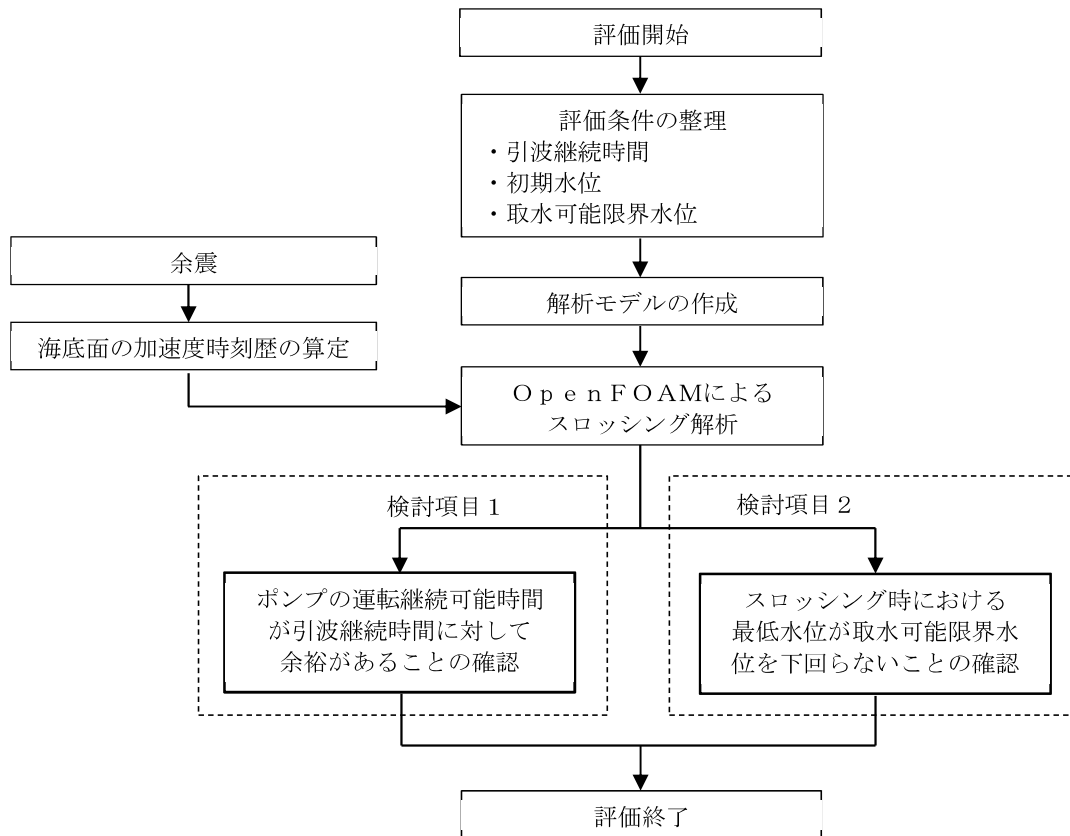 評価開始
評価条件の整理
・引波継続時間
・初期水位
・取水可能限界水位
余震
海底面の加速度時刻歴の算定
解析モデルの作成
ＯｐｅｎＦＯＡＭによる
スロッシング解析
検討項目１
ポンプの運転継続可能時間
が引波継続時間に対して
余裕があることの確認
検討項目２
スロッシング時における
最低水位が取水可能限界水
位を下回らないことの確認
評価終了